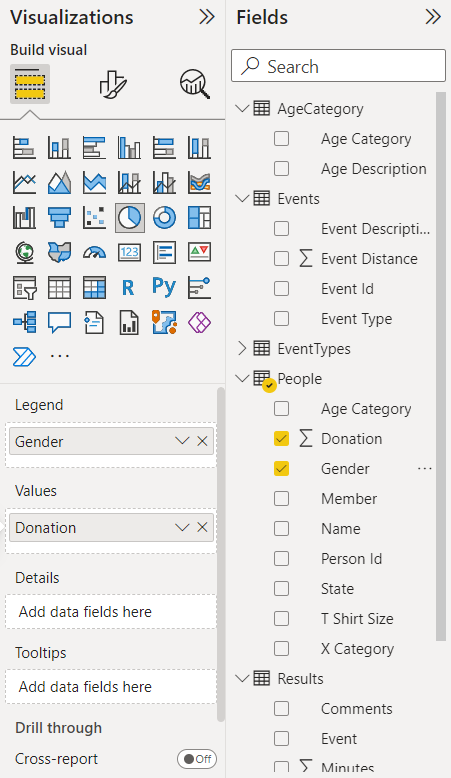 Visualizations
Build visual
123
R
Py
Legend
Gender
Values
Donation
Details
Add data fields here
Tooltips
Add data fields here
Drill through
Cross-report
Off
Fields
Search
AgeCategory
Age Category
Age Description
Events
Event Descripti...
Event Distance
Event Id
Event Type
EventTypes
People
Age Category
Donation
Gender
Member
Name
Person Id
State
T Shirt Size
X Category
Results
Comments
Event
Minutes